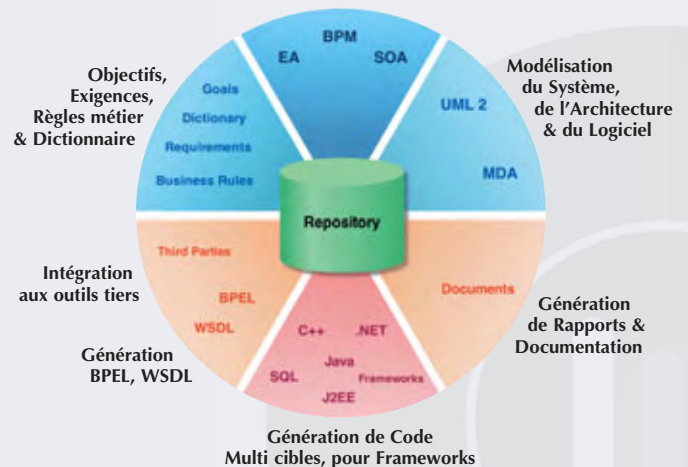 BPM
EA
SOA
Objectifs,
Exigences,
Règles métier
& Dictionnaire
Goals
Dictionary
Requirements
Business Rules
Modélisation
du Système,
de l'Architecture
& du Logiciel
UML 2
MDA
Repository
Third Parties
BPEL
WSDL
Intégration
aux outils tiers
Génération
BPEL, WSDL
Documents
Génération
de Rapports &
Documentation
C++
.NET
Java
SQL
Frameworks
J2EE
Génération de Code
Multi cibles, pour Frameworks